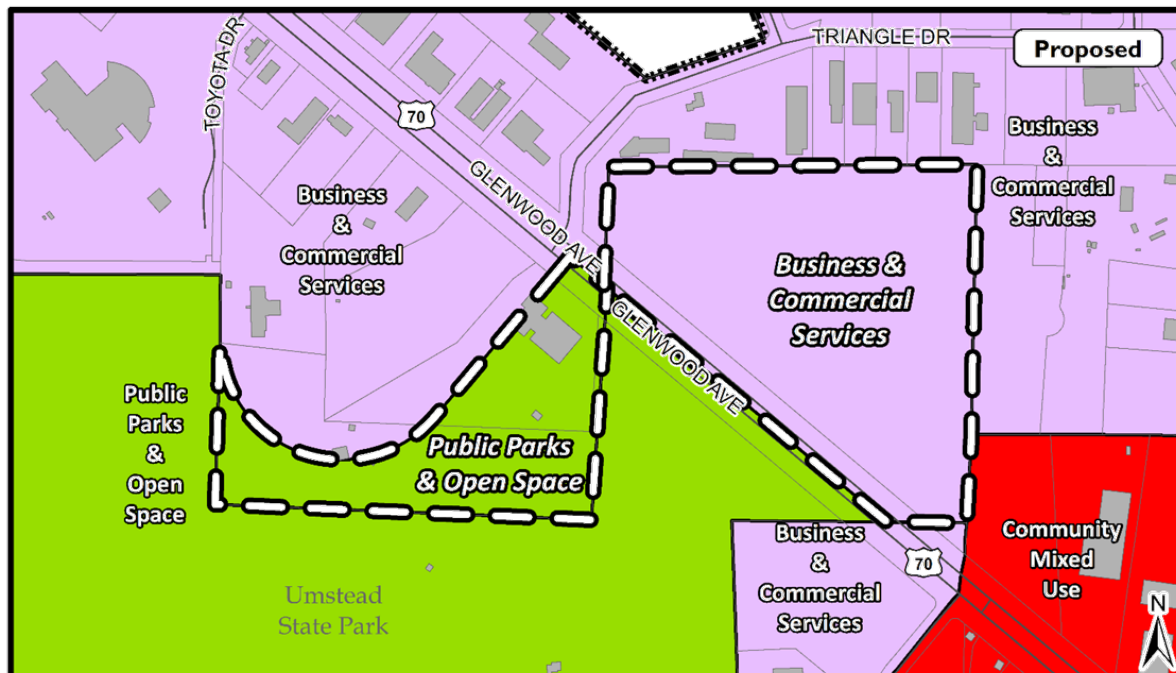 TRIANGLE DR
Proposed
TOYOTA DR
70
GLENWOOD AVE
Business
&
Commercial
Services
Business
&
Commercial
Services
Business &
Commercial
Services
GLENWOOD AVE
Public
Parks
&
Open
Space
Public Parks
& Open Space
Business
&
Commercial
Services
70
Community
Mixed
Use
Umstead
State Park
N